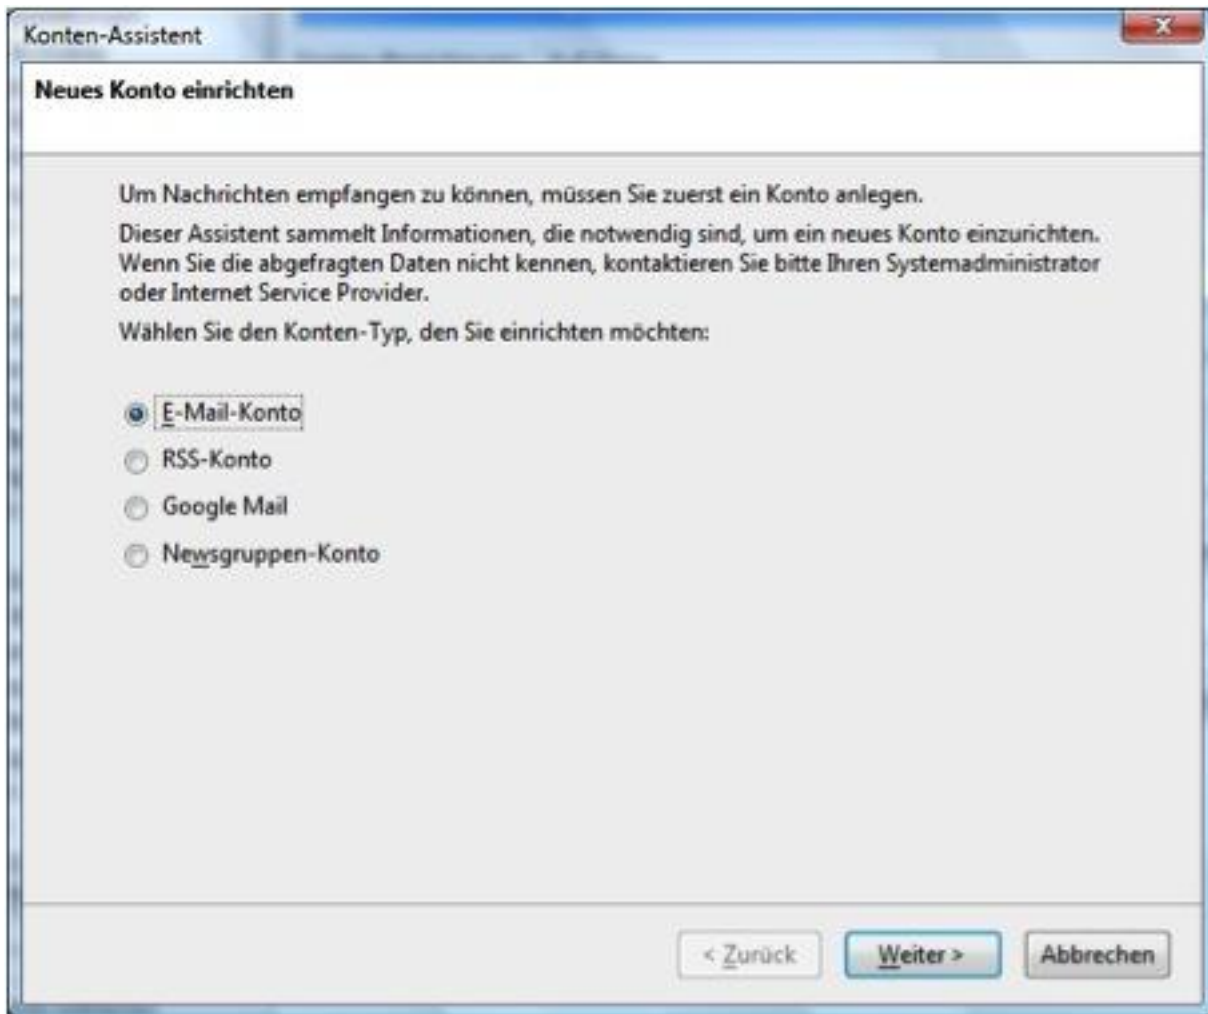 Konten-Assistent
Neues Konto einrichten
Um Nachrichten empfangen zu können, müssen Sie zuerst ein Konto anlegen.
Dieser Assistent sammelt Informationen, die notwendig sind, um ein neues Konto einzurichten.
Wenn Sie die abgefragten Daten nicht kennen, kontaktieren Sie bitte Ihren Systemadministrator
oder Internet Service Provider.
Wählen Sie den Konten-Typ, den Sie einrichten möchten:
E-Mail-Konto
RSS-Konto
Google Mail
Newsgruppen-Konto
< Zurück Weiter > Abbrechen